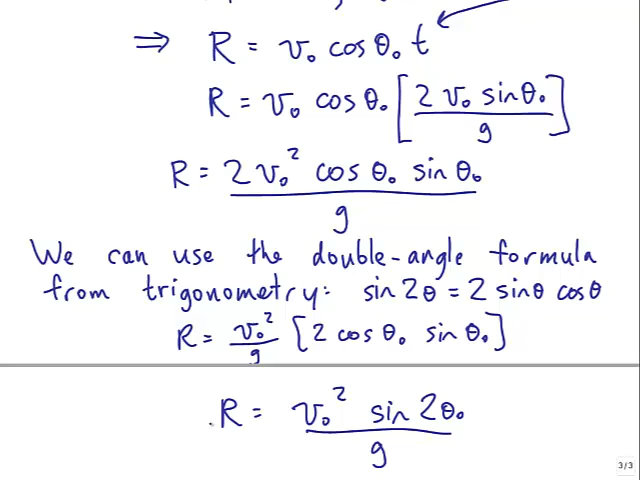 ⇒ R = v₀ cos θ₀ t
R = v₀ cos θ₀ [2 v₀ sin θ₀ / g]
R = 2 v₀² cos θ₀ sin θ₀ / g
We can use the double-angle formula
from trigonometry: sin 2θ = 2 sin θ cos θ
R = v₀²/g [2 cos θ₀ sin θ₀]
R = v₀² sin 2θ₀ / g
3/3